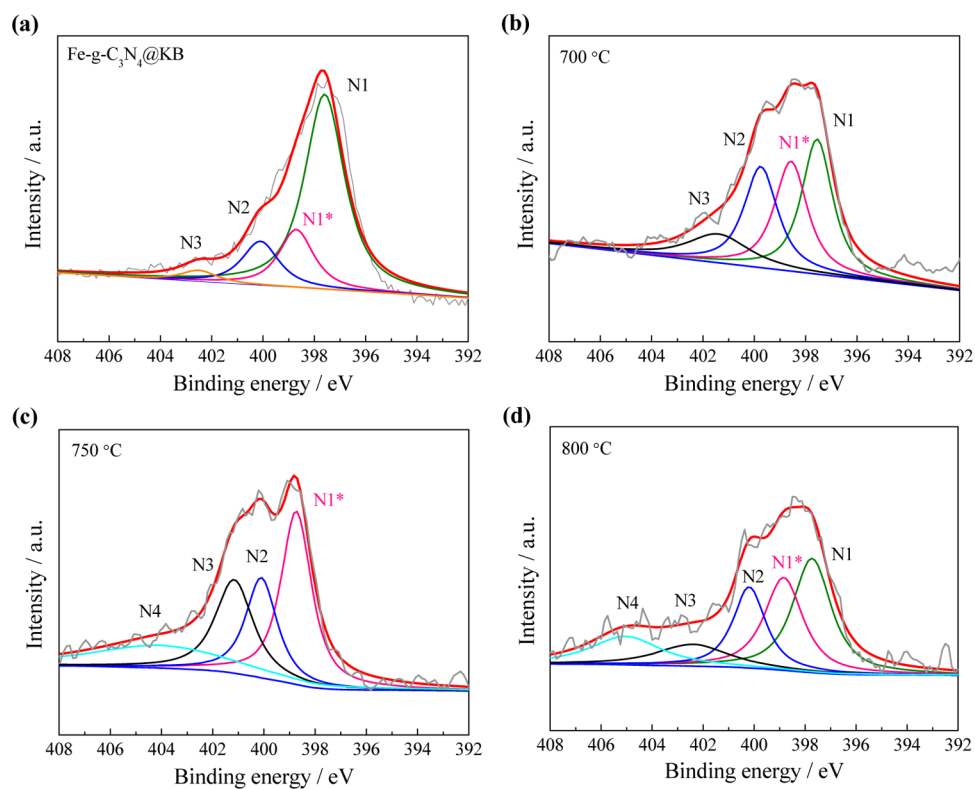 (a)
Fe-g-C₃N₄@KB
N1
N2
N1*
N3
Intensity / a.u.
408 406 404 402 400 398 396 394 392
Binding energy / eV
(b)
700 °C
N1
N2
N1*
N3
Intensity / a.u.
408 406 404 402 400 398 396 394 392
Binding energy / eV
(c)
750 °C
N1*
N3
N2
N4
Intensity / a.u.
408 406 404 402 400 398 396 394 392
Binding energy / eV
(d)
800 °C
N1
N1*
N2
N3
N4
Intensity / a.u.
408 406 404 402 400 398 396 394 392
Binding energy / eV